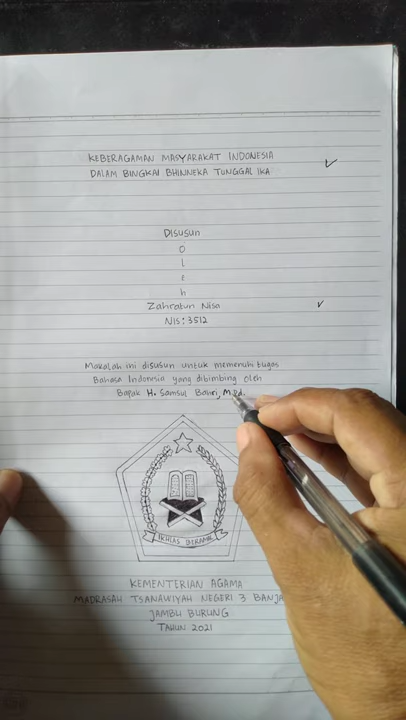 KEBERAGAMAN MASYARAKAT INDONESIA
DALAM BINGKAI BHINNEKA TUNGGAL IKA
Disusun
O
l
e
h
Zahratun Nisa
NIS: 3512
Makalah ini disusun untuk memenuhi tugas
Bahasa Indonesia yang dibimbing oleh
Bapak H. Samsul Bahri, M.Pd.
IKHLAS BERAMAL
KEMENTERIAN AGAMA
MADRASAH TSANAWIYAH NEGERI 3 BANJA
JAMBU BURUNG
TAHUN 2021